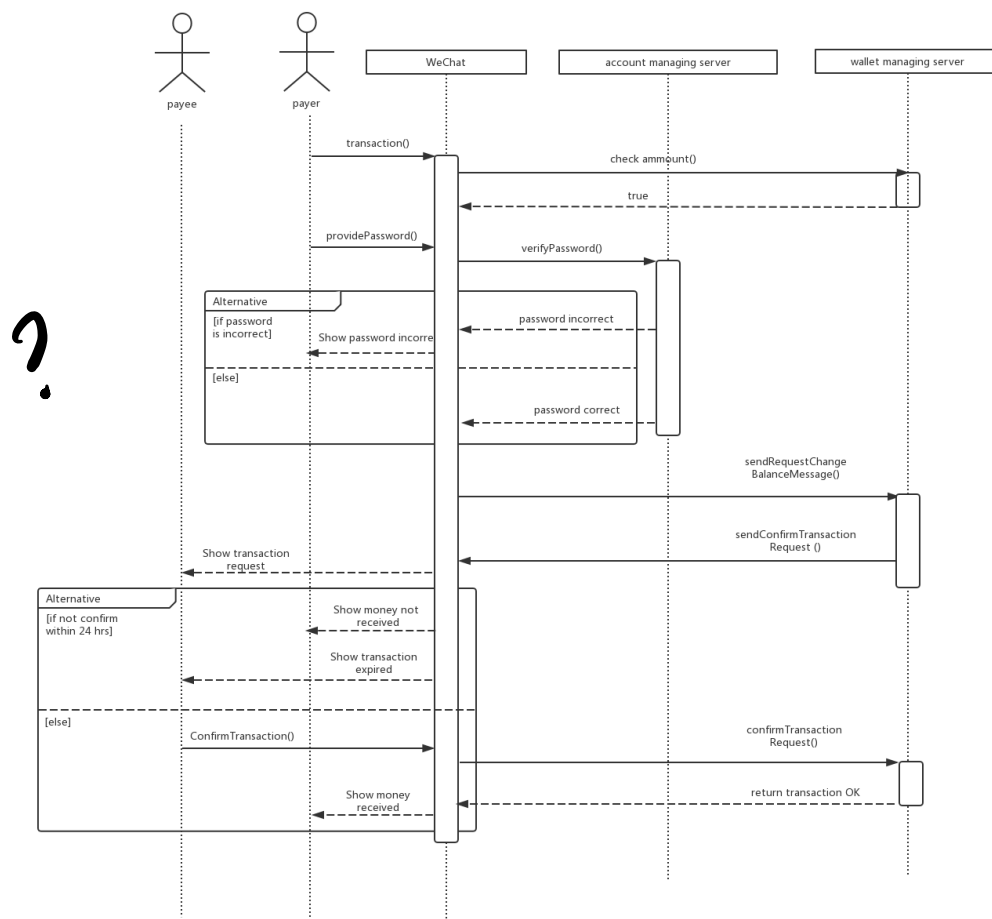 payee
payer
WeChat
account managing server
wallet managing server
transaction()
check ammount()
true
providePassword()
verifyPassword()
Alternative
[if password
is incorrect]
password incorrect
Show password incorre
[else]
password correct
?
sendRequestChange
BalanceMessage()
sendConfirmTransaction
Request ()
Show transaction
request
Alternative
[if not confirm
within 24 hrs]
Show money not
received
Show transaction
expired
[else]
ConfirmTransaction()
confirmTransaction
Request()
return transaction OK
Show money
received